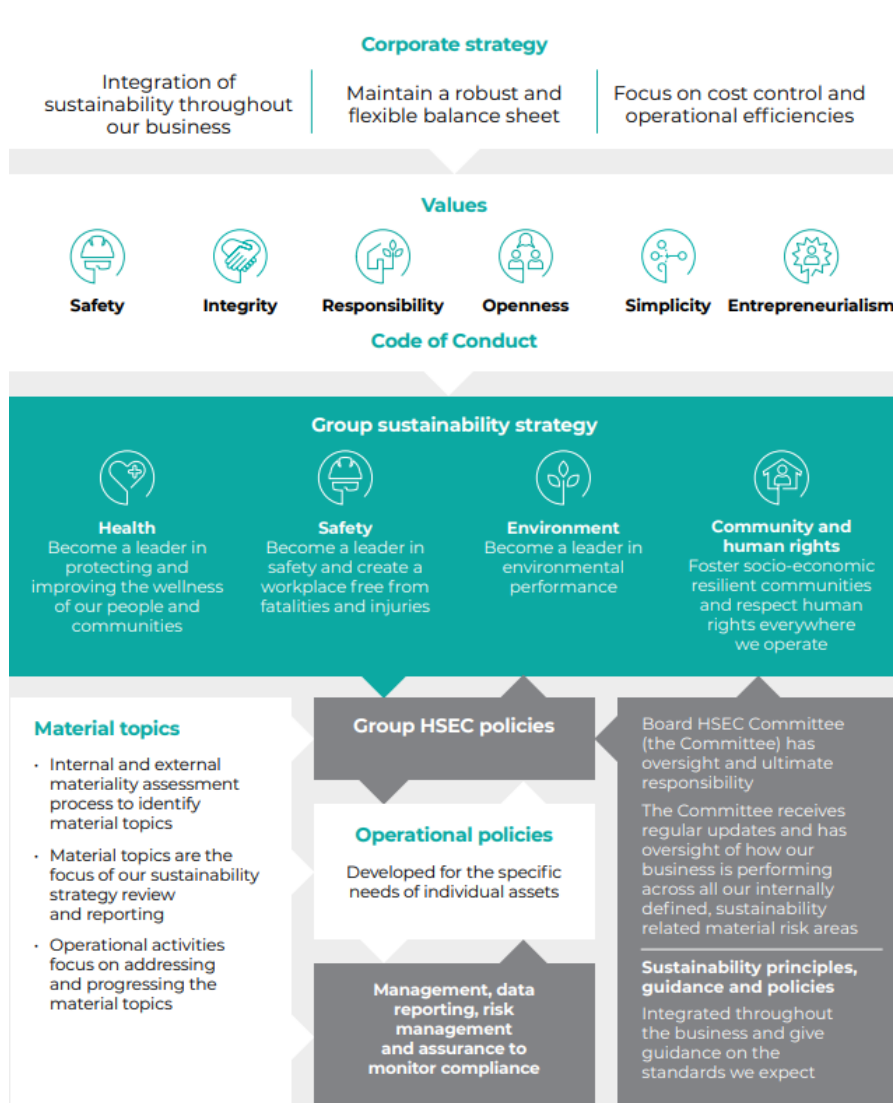 Corporate strategy
Integration of
sustainability throughout
our business
Maintain a robust and
flexible balance sheet
Focus on cost control and
operational efficiencies
Values
Safety
Integrity
Responsibility
Openness
Simplicity
Entrepreneurialism
Code of Conduct
Group sustainability strategy
Health
Become a leader in
protecting and
improving the wellness
of our people and
communities
Safety
Become a leader in
safety and create a
workplace free from
fatalities and injuries
Environment
Become a leader in
environmental
performance
Community and
human rights
Foster socio-economic
resilient communities
and respect human
rights everywhere
we operate
Material topics
· Internal and external
materiality assessment
process to identify
material topics
· Material topics are the
focus of our sustainability
strategy review
and reporting
· Operational activities
focus on addressing
and progressing the
material topics
Group HSEC policies
Operational policies
Developed for the specific
needs of individual assets
Management, data
reporting, risk
management
and assurance to
monitor compliance
Board HSEC Committee
(the Committee) has
oversight and ultimate
responsibility
The Committee receives
regular updates and has
oversight of how our
business is performing
across all our internally
defined, sustainability
related material risk areas
Sustainability principles,
guidance and policies
Integrated throughout
the business and give
guidance on the
standards we expect